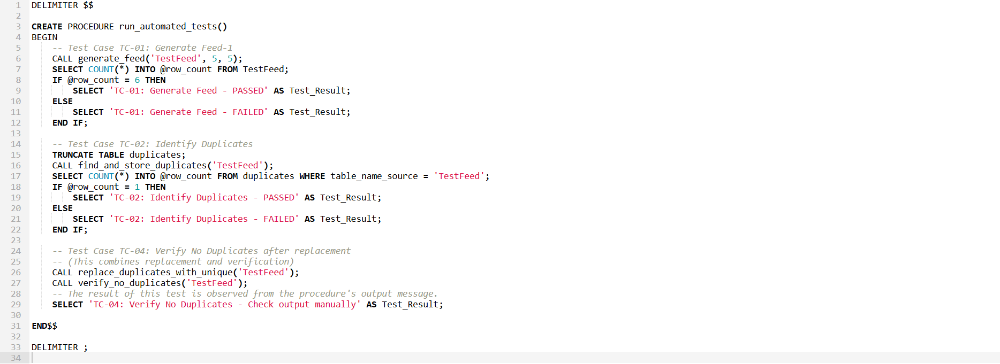 1 DELIMITER $$
2
3 CREATE PROCEDURE run_automated_tests()
4 BEGIN
5     -- Test Case TC-01: Generate Feed-1
6     CALL generate_feed('TestFeed', 5, 5);
7     SELECT COUNT(*) INTO @row_count FROM TestFeed;
8     IF @row_count = 6 THEN
9         SELECT 'TC-01: Generate Feed - PASSED' AS Test_Result;
10     ELSE
11         SELECT 'TC-01: Generate Feed - FAILED' AS Test_Result;
12     END IF;
13
14     -- Test Case TC-02: Identify Duplicates
15     TRUNCATE TABLE duplicates;
16     CALL find_and_store_duplicates('TestFeed');
17     SELECT COUNT(*) INTO @row_count FROM duplicates WHERE table_name_source = 'TestFeed';
18     IF @row_count = 1 THEN
19         SELECT 'TC-02: Identify Duplicates - PASSED' AS Test_Result;
20     ELSE
21         SELECT 'TC-02: Identify Duplicates - FAILED' AS Test_Result;
22     END IF;
23
24     -- Test Case TC-04: Verify No Duplicates after replacement
25     -- (This combines replacement and verification)
26     CALL replace_duplicates_with_unique('TestFeed');
27     CALL verify_no_duplicates('TestFeed');
28     -- The result of this test is observed from the procedure's output message.
29     SELECT 'TC-04: Verify No Duplicates - Check output manually' AS Test_Result;
30
31 END$$
32
33 DELIMITER ;
34